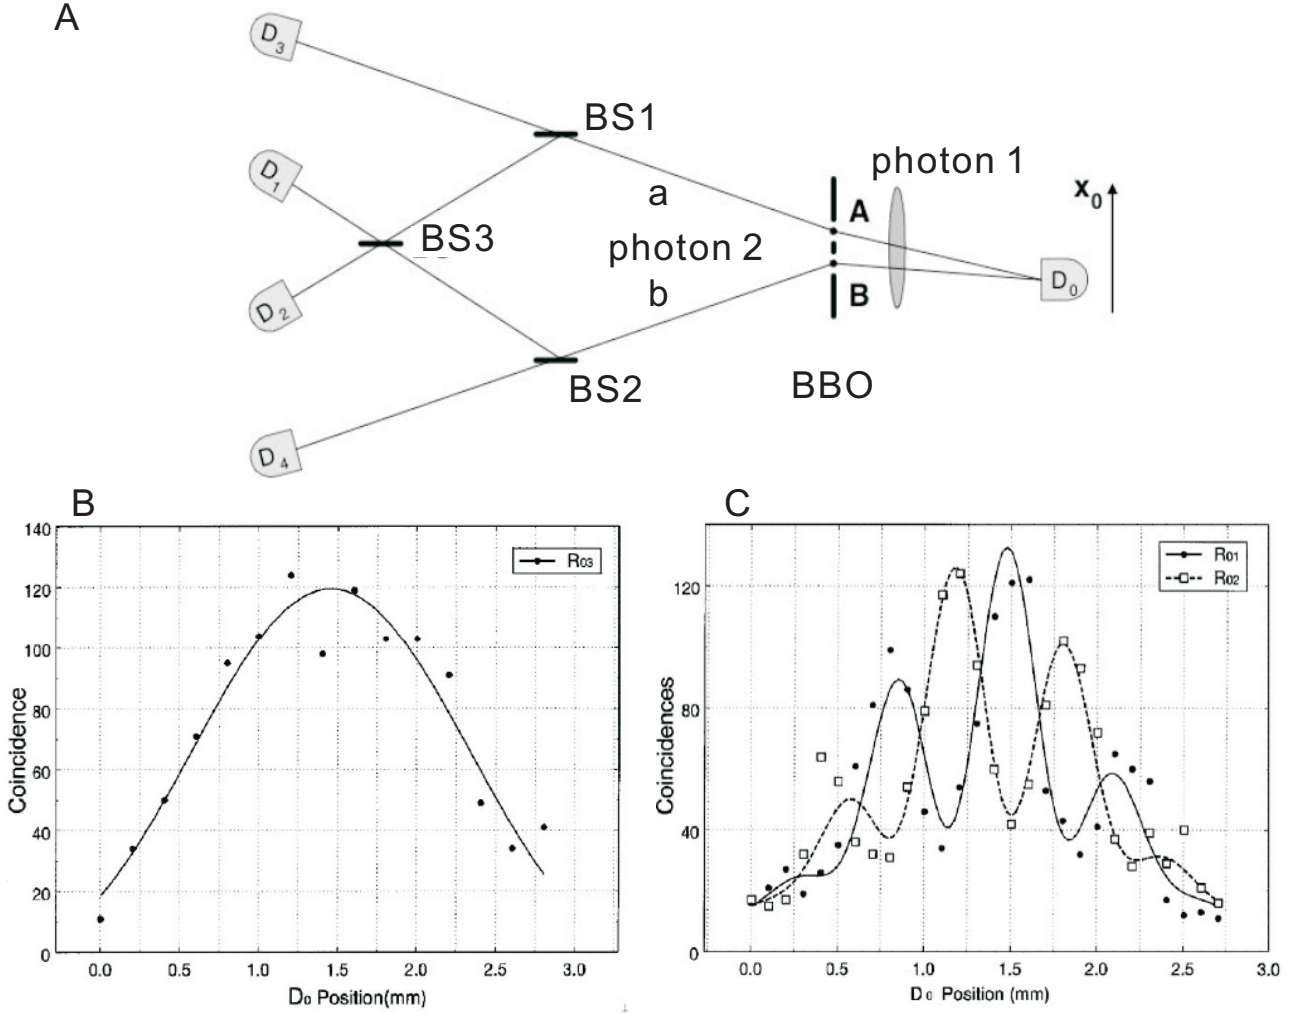 A
D3
BS1
photon 1
D1
a
A
X0
BS3
photon 2
D0
D2
b
B
BS2
BBO
D4
B
140
120
100
80
60
40
20
0
Coincidence
R03
0.0 0.5 1.0 1.5 2.0 2.5 3.0
D0 Position(mm)
C
120
80
40
0
Coincidences
R01
R02
0.0 0.5 1.0 1.5 2.0 2.5 3.0
D0 Position (mm)